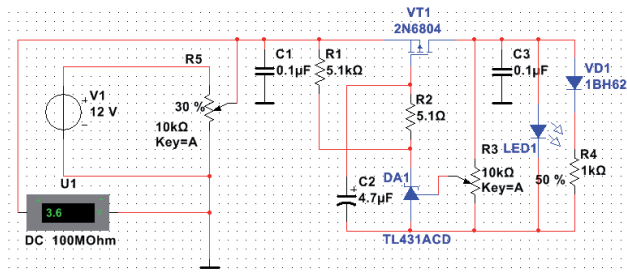 VT1
2N6804
R5
C1
0.1µF
R1
5.1kΩ
C3
0.1µF
VD1
1BH62
V1
12 V
+
–
30 %
10kΩ
Key=A
R2
5.1Ω
LED1
R3
10kΩ
Key=A
50 %
R4
1kΩ
DA1
C2
4.7µF
+
TL431ACD
U1
+
3.6
-
DC 100MOhm